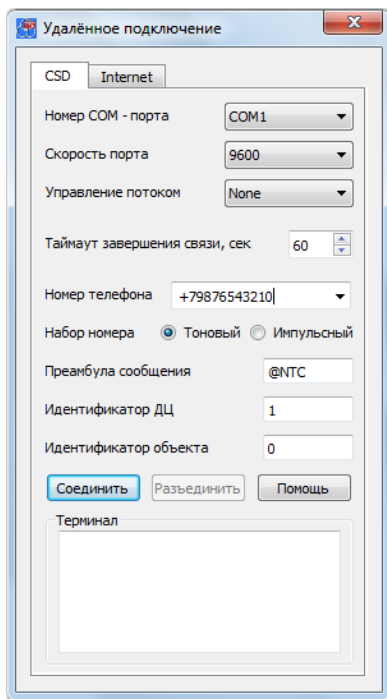 Удалённое подключение
CSD Internet
Номер COM - порта COM1
Скорость порта 9600
Управление потоком None
Таймаут завершения связи, сек 60
Номер телефона +79876543210
Набор номера Тоновый Импульсный
Преамбула сообщения @NTC
Идентификатор ДЦ 1
Идентификатор объекта 0
Соединить Разъединить Помощь
Терминал